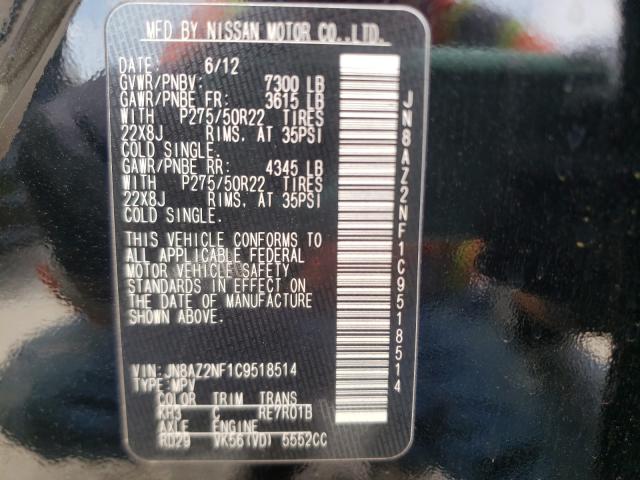 MFD BY NISSAN MOTOR CO.,LTD.
DATE: 6/12
GVWR/PNBV: 7300 LB
GAWR/PNBE FR: 3615 LB
WITH P275/50R22 TIRES
22X8J RIMS. AT 35PSI
COLD SINGLE.
GAWR/PNBE RR: 4345 LB
WITH P275/50R22 TIRES
22X8J RIMS. AT 35PSI
COLD SINGLE.
THIS VEHICLE CONFORMS TO
ALL APPLICABLE FEDERAL
MOTOR VEHICLE SAFETY
STANDARDS IN EFFECT ON
THE DATE OF MANUFACTURE
SHOWN ABOVE.
VIN:JN8AZ2NF1C9518514
TYPE:MPV
COLOR TRIM TRANS
KH3 C RE7R01B
AXLE ENGINE
RD29 VK56(VD) 5552CC
JN8AZ2NF1C9518514